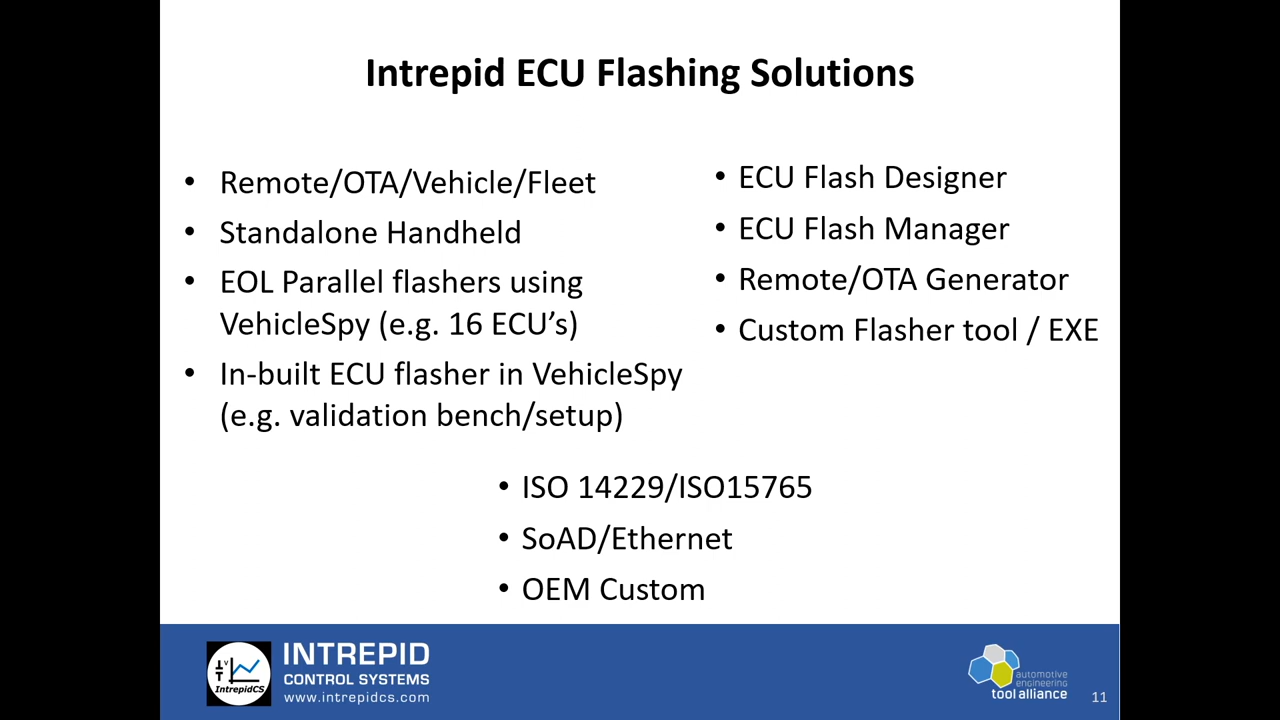 Intrepid ECU Flashing Solutions
• Remote/OTA/Vehicle/Fleet
• Standalone Handheld
• EOL Parallel flashers using
VehicleSpy (e.g. 16 ECU's)
• In-built ECU flasher in VehicleSpy
(e.g. validation bench/setup)
• ECU Flash Designer
• ECU Flash Manager
• Remote/OTA Generator
• Custom Flasher tool / EXE
• ISO 14229/ISO15765
• SoAD/Ethernet
• OEM Custom
IntrepidCS
INTREPID
CONTROL SYSTEMS
www.intrepidcs.com
automotive
engineering
tool alliance
11